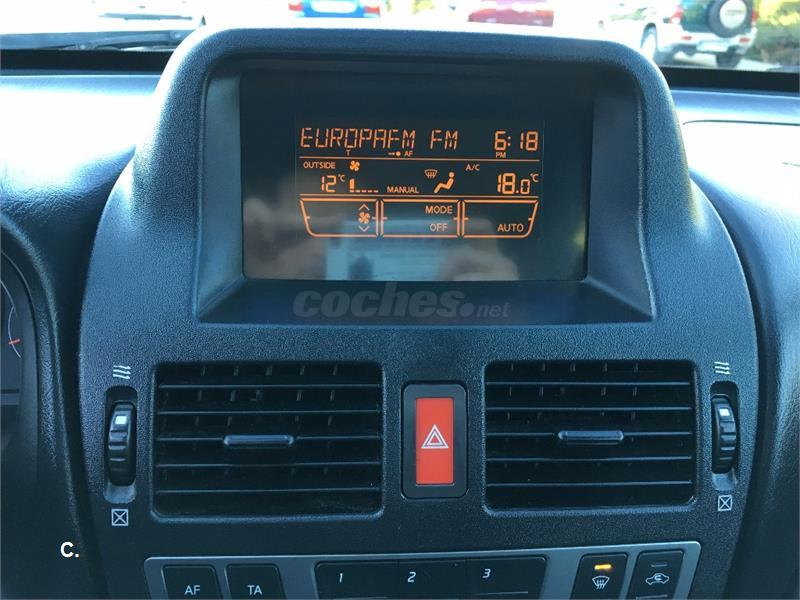 EUROPAFM FM 6:18
T AF PM
OUTSIDE A/C
12°C MANUAL 18.0°C
MODE
OFF AUTO
coches.net
C.
AF TA 1 2 3